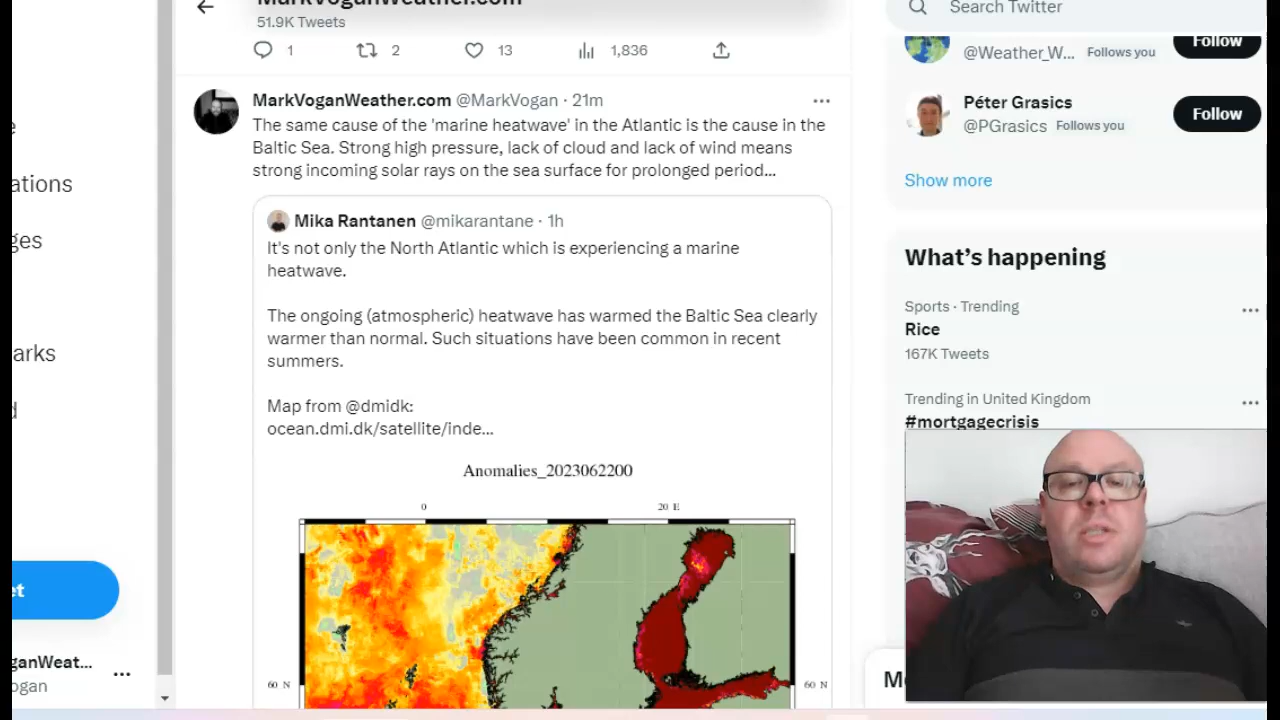 MarkVoganWeather.com
51.9K Tweets
1
2
13
1,836
MarkVoganWeather.com @MarkVogan · 21m
The same cause of the 'marine heatwave' in the Atlantic is the cause in the
Baltic Sea. Strong high pressure, lack of cloud and lack of wind means
strong incoming solar rays on the sea surface for prolonged period...
Mika Rantanen @mikarantane · 1h
It's not only the North Atlantic which is experiencing a marine
heatwave.
The ongoing (atmospheric) heatwave has warmed the Baltic Sea clearly
warmer than normal. Such situations have been common in recent
summers.
Map from @dmidk:
ocean.dmi.dk/satellite/inde...
Anomalies_2023062200
0
20 E
60 N
60 N
ations
ges
arks
et
ganWeat...
ogan
Search Twitter
@Weather_W... Follows you
Follow
Péter Grasics
@PGrasics Follows you
Follow
Show more
What's happening
Sports · Trending
Rice
167K Tweets
Trending in United Kingdom
#mortgagecrisis